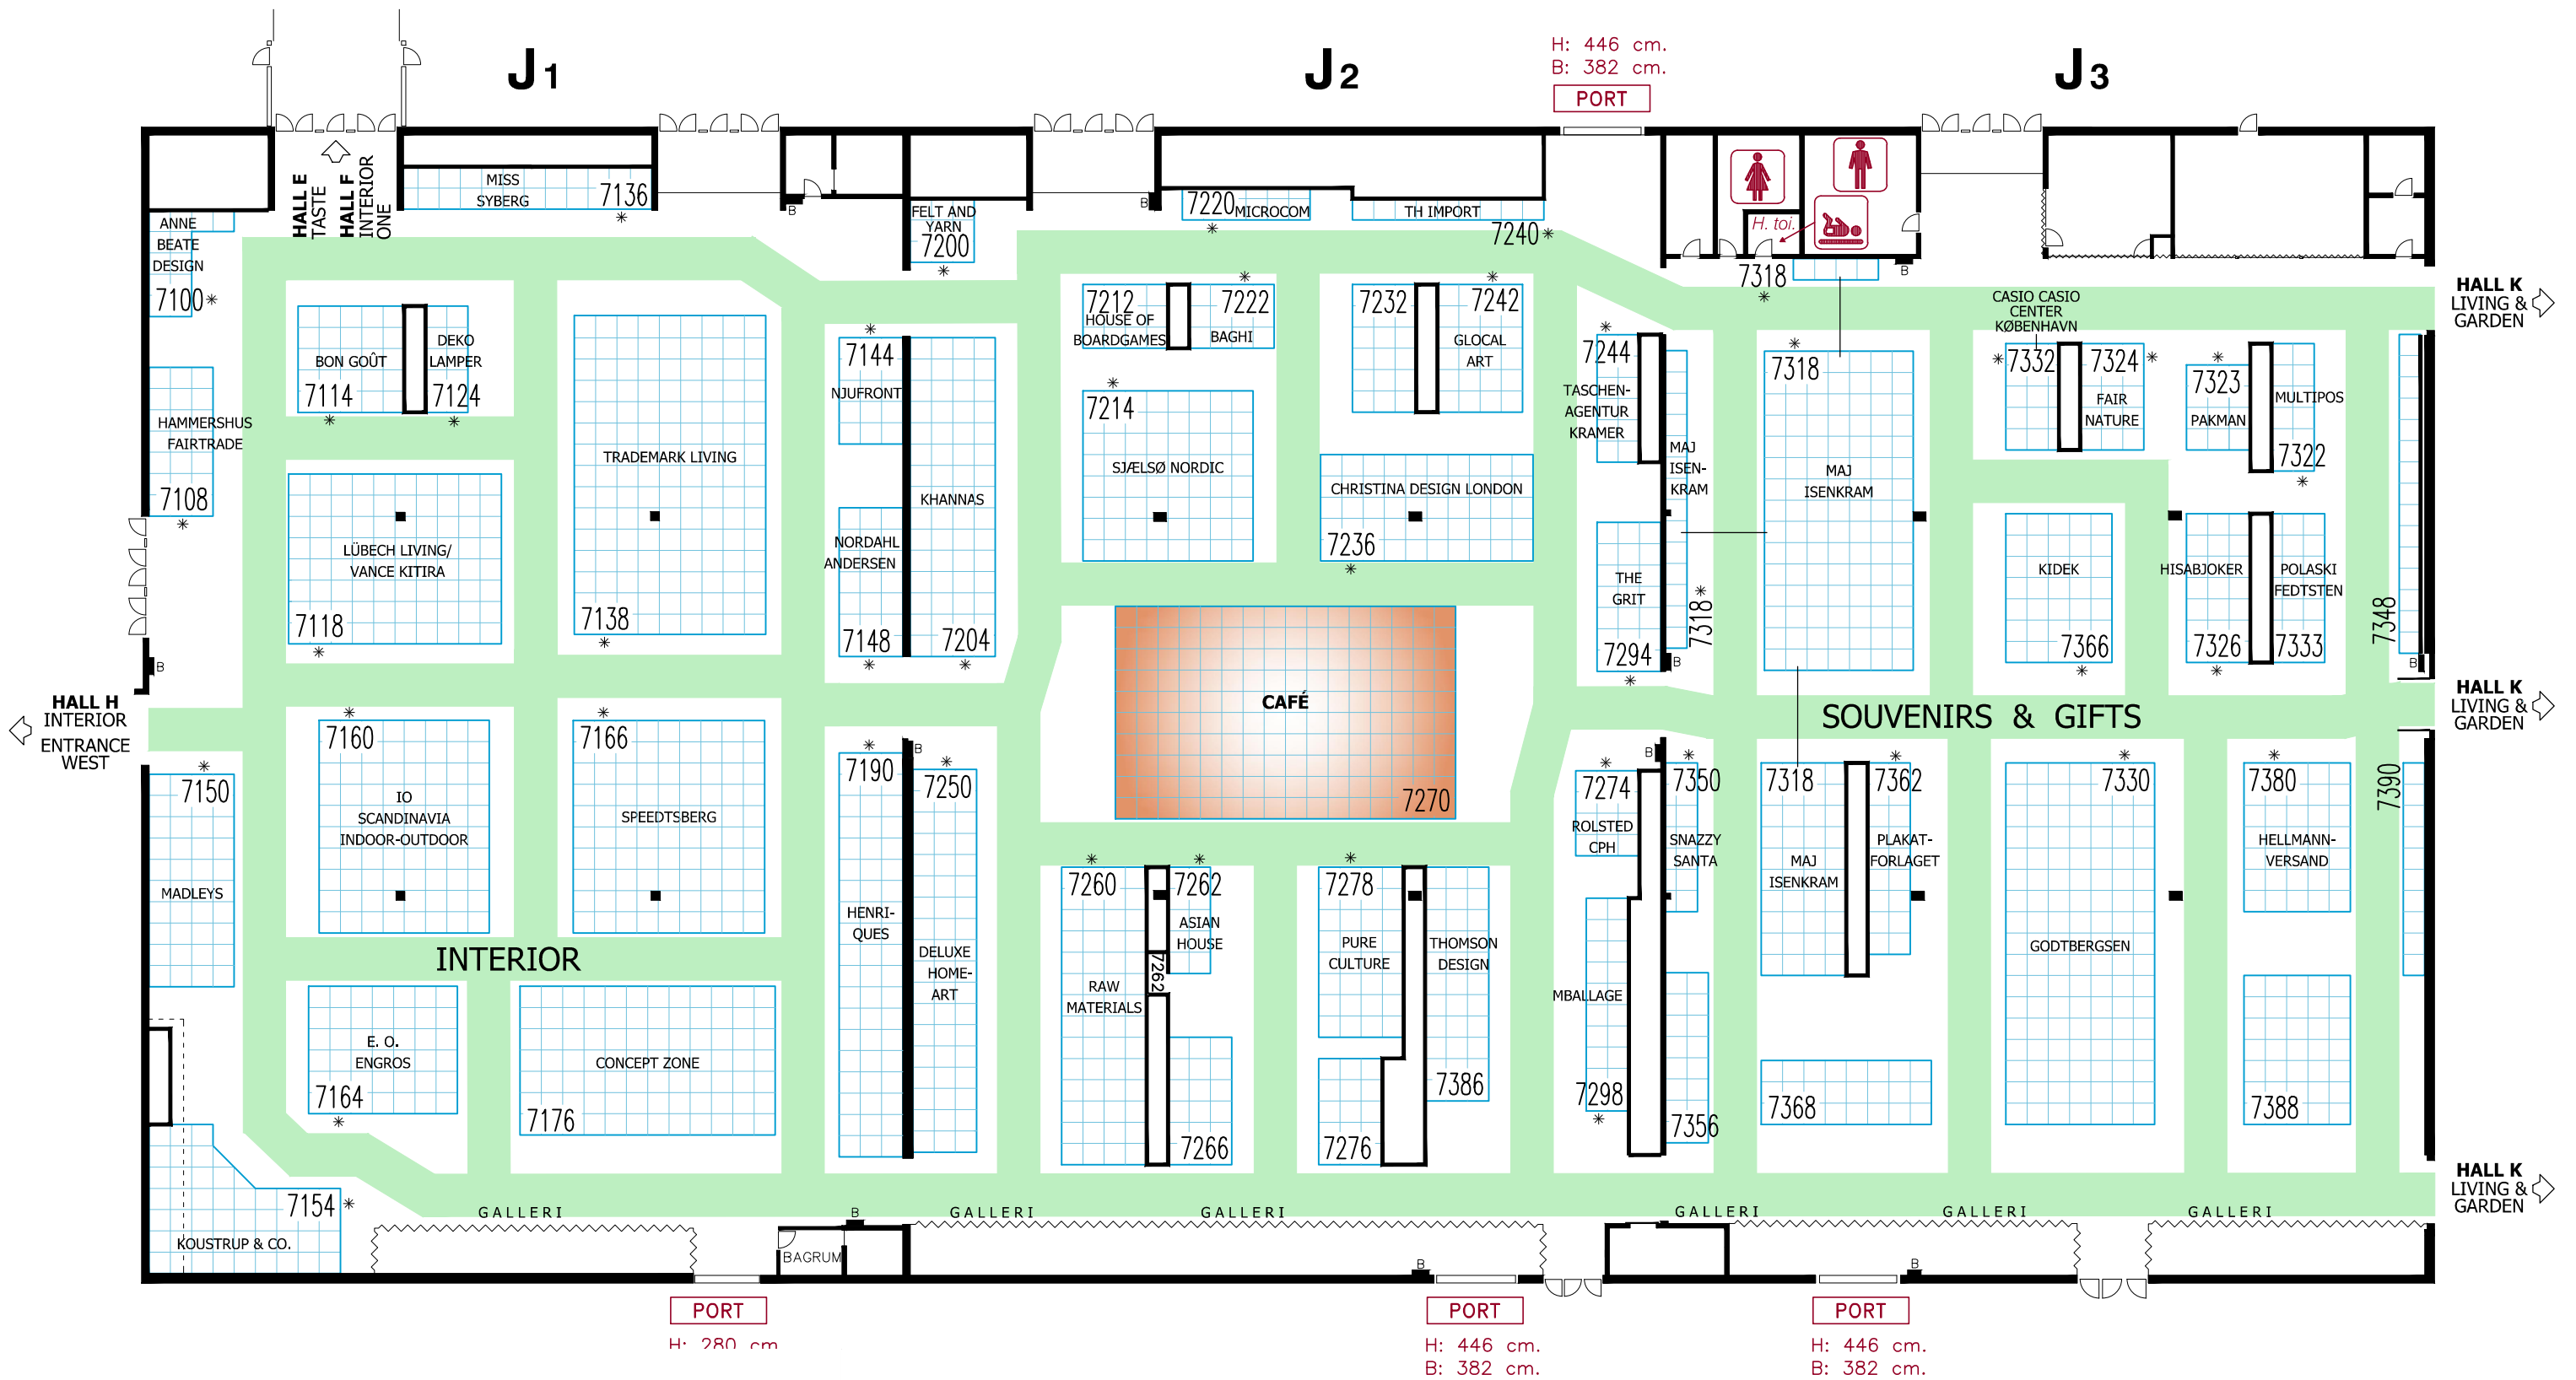 J1
J2
J3
H: 446 cm.
B: 382 cm.
PORT
HALL E
TASTE
HALL F
INTERIOR
ONE
MISS
SYBERG
7136
B
FELT AND
YARN
7200
B
7220
MICROCOM
TH IMPORT
7240
H. toi.
7318
B
ANNE
BEATE
DESIGN
7100
HAMMERSHUS
FAIRTRADE
7108
BON GOÛT
7114
DEKO
LAMPER
7124
LÜBECH LIVING/
VANCE KITIRA
7118
TRADEMARK LIVING
7138
7144
NJUFRONT
NORDAHL
ANDERSEN
7148
KHANNAS
7204
7212
HOUSE OF
BOARDGAMES
7222
BAGHI
7214
SJÆLSØ NORDIC
7232
7242
GLOCAL
ART
CHRISTINA DESIGN LONDON
7236
7244
TASCHEN-
AGENTUR
KRAMER
THE
GRIT
7294
MAJ
ISEN-
KRAM
7318
B
7318
MAJ
ISENKRAM
CASIO CASIO
CENTER
KØBENHAVN
7332
7324
FAIR
NATURE
7323
PAKMAN
MULTIPOS
7322
KIDEK
7366
HISABJOKER
7326
POLASKI
FEDTSTEN
7333
7348
B
HALL K
LIVING &
GARDEN
B
HALL H
INTERIOR
ENTRANCE
WEST
CAFÉ
7270
SOUVENIRS & GIFTS
HALL K
LIVING &
GARDEN
7150
MADLEYS
7160
IO
SCANDINAVIA
INDOOR-OUTDOOR
7166
SPEEDTSBERG
INTERIOR
E. O.
ENGROS
7164
CONCEPT ZONE
7176
7154
KOUSTRUP & CO.
7190
HENRI-
QUES
B
7250
DELUXE
HOME-
ART
7260
RAW
MATERIALS
7262
ASIAN
HOUSE
7262
7266
7278
PURE
CULTURE
THOMSON
DESIGN
7386
7276
B
7274
ROLSTED
CPH
MBALLAGE
7298
7350
SNAZZY
SANTA
7356
7318
MAJ
ISENKRAM
7362
PLAKAT-
FORLAGET
7368
7330
GODTBERGSEN
7380
HELLMANN-
VERSAND
7388
7390
HALL K
LIVING &
GARDEN
GALLERI
B
GALLERI
GALLERI
GALLERI
GALLERI
GALLERI
BAGRUM
B
B
PORT
H: 280 cm
PORT
H: 446 cm.
B: 382 cm.
PORT
H: 446 cm.
B: 382 cm.